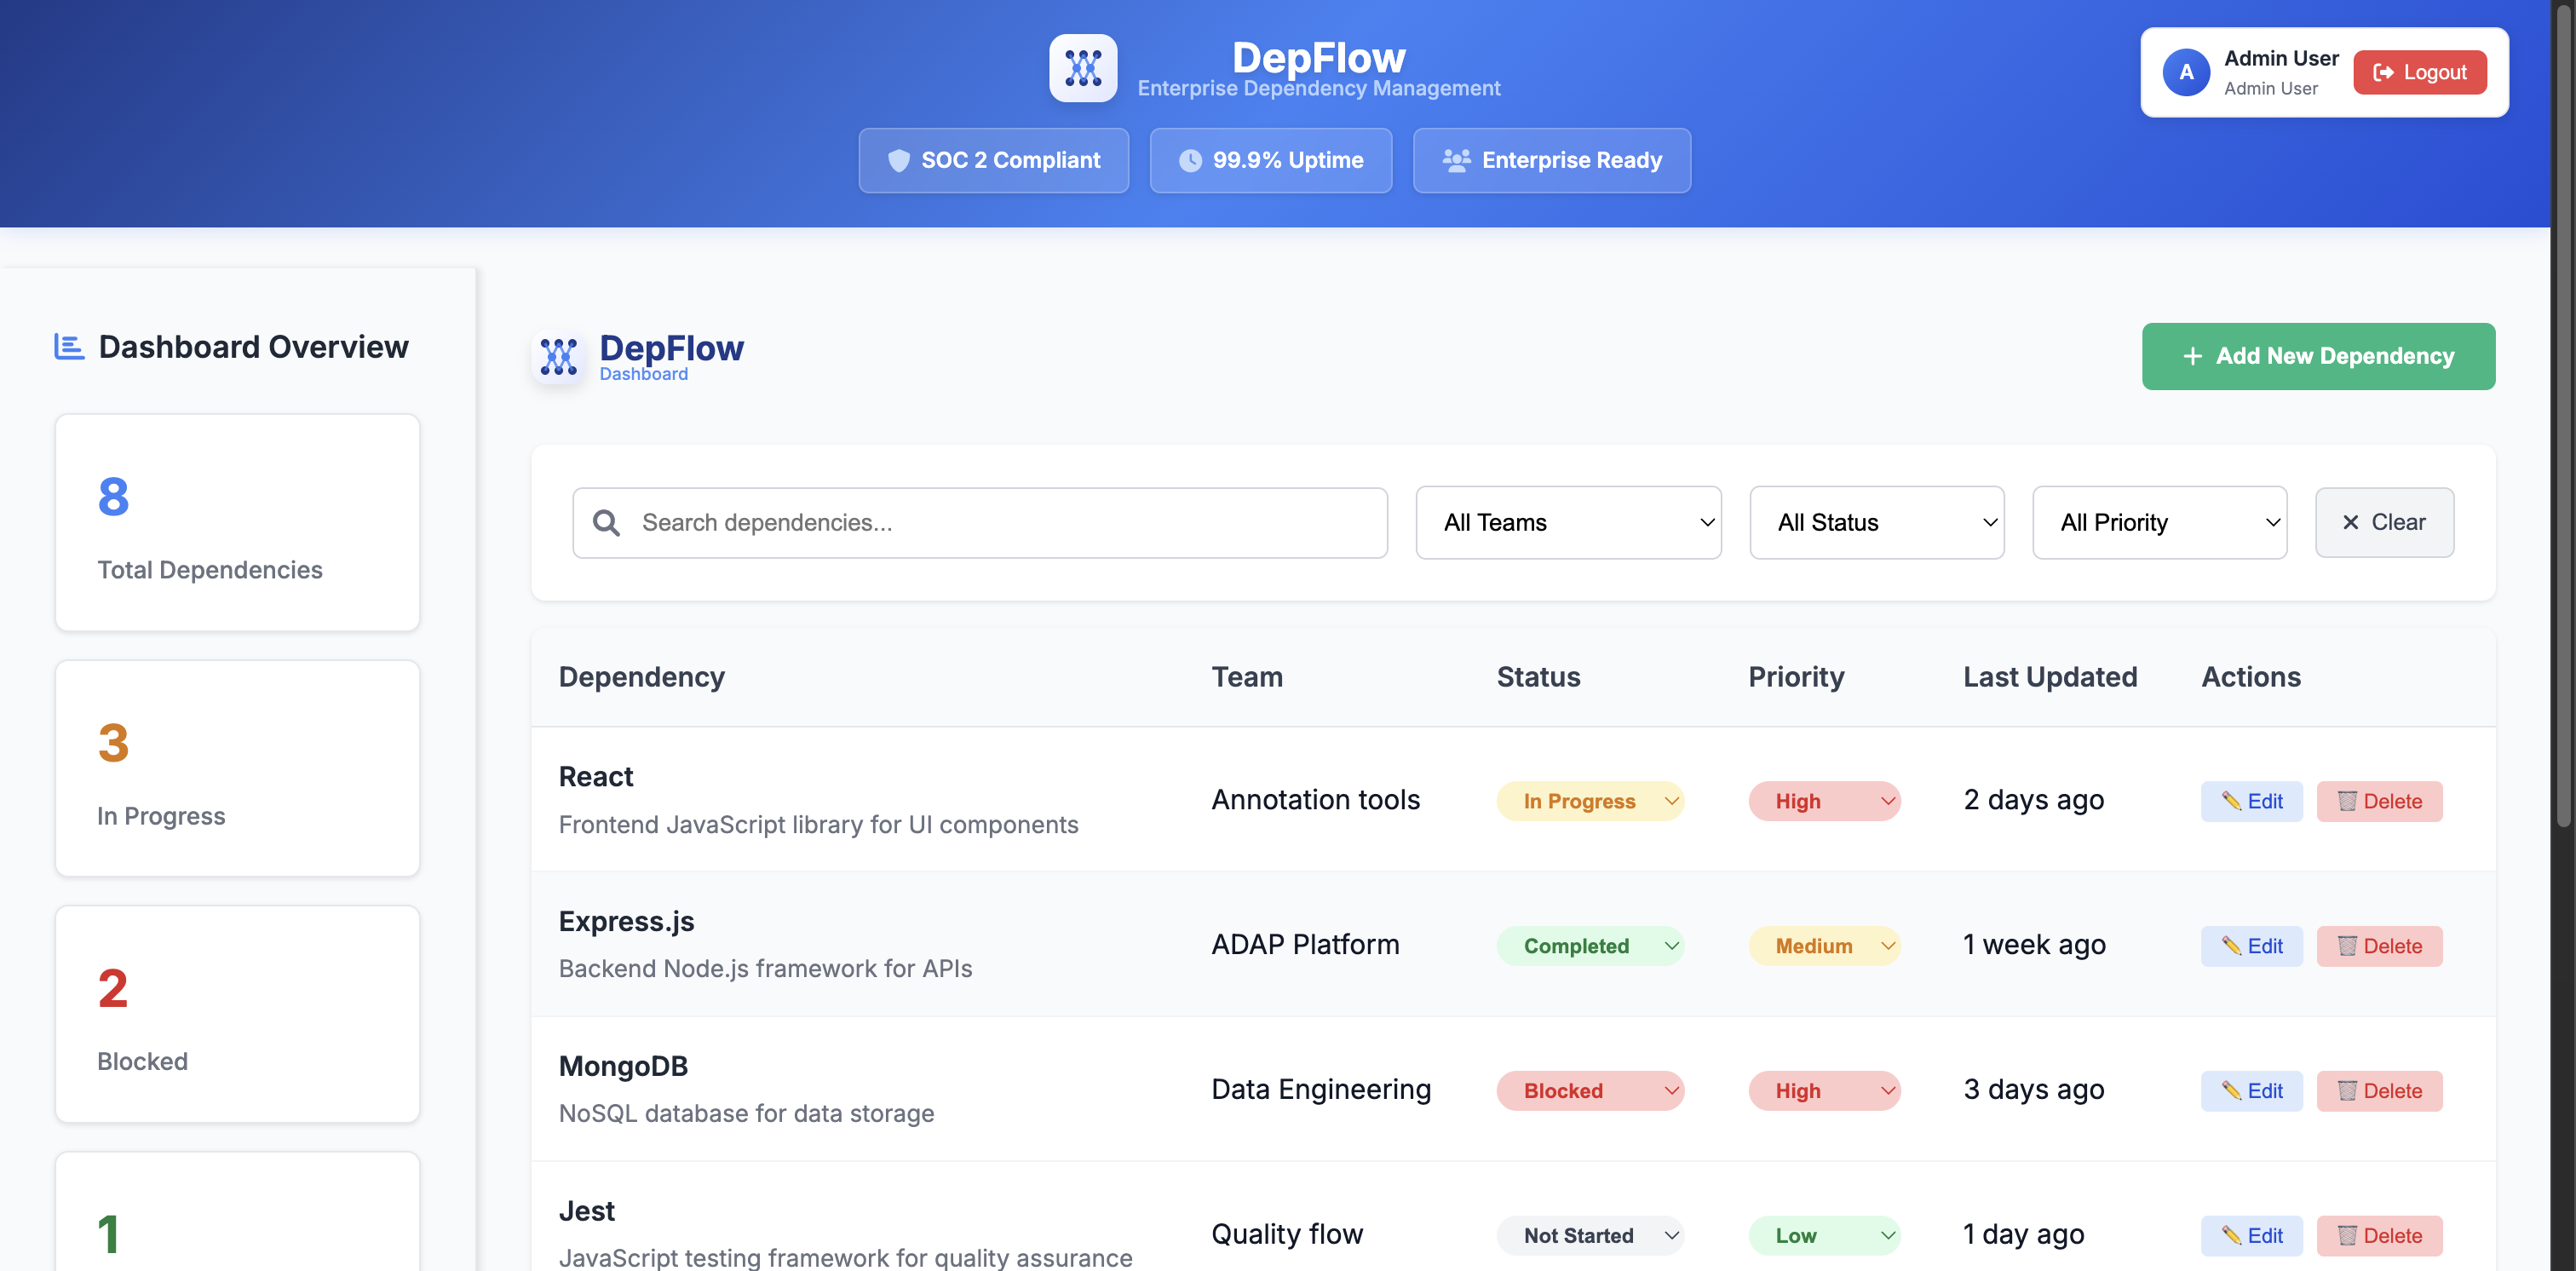 DepFlow
Enterprise Dependency Management
SOC 2 Compliant
99.9% Uptime
Enterprise Ready
A
Admin User
Admin User
Logout
Dashboard Overview
8
Total Dependencies
3
In Progress
2
Blocked
1
DepFlow
Dashboard
+ Add New Dependency
Search dependencies...
All Teams
All Status
All Priority
Clear
Dependency Team Status Priority Last Updated Actions
React
Frontend JavaScript library for UI components
Annotation tools In Progress High 2 days ago Edit Delete
Express.js
Backend Node.js framework for APIs
ADAP Platform Completed Medium 1 week ago Edit Delete
MongoDB
NoSQL database for data storage
Data Engineering Blocked High 3 days ago Edit Delete
Jest
JavaScript testing framework for quality assurance
Quality flow Not Started Low 1 day ago Edit Delete